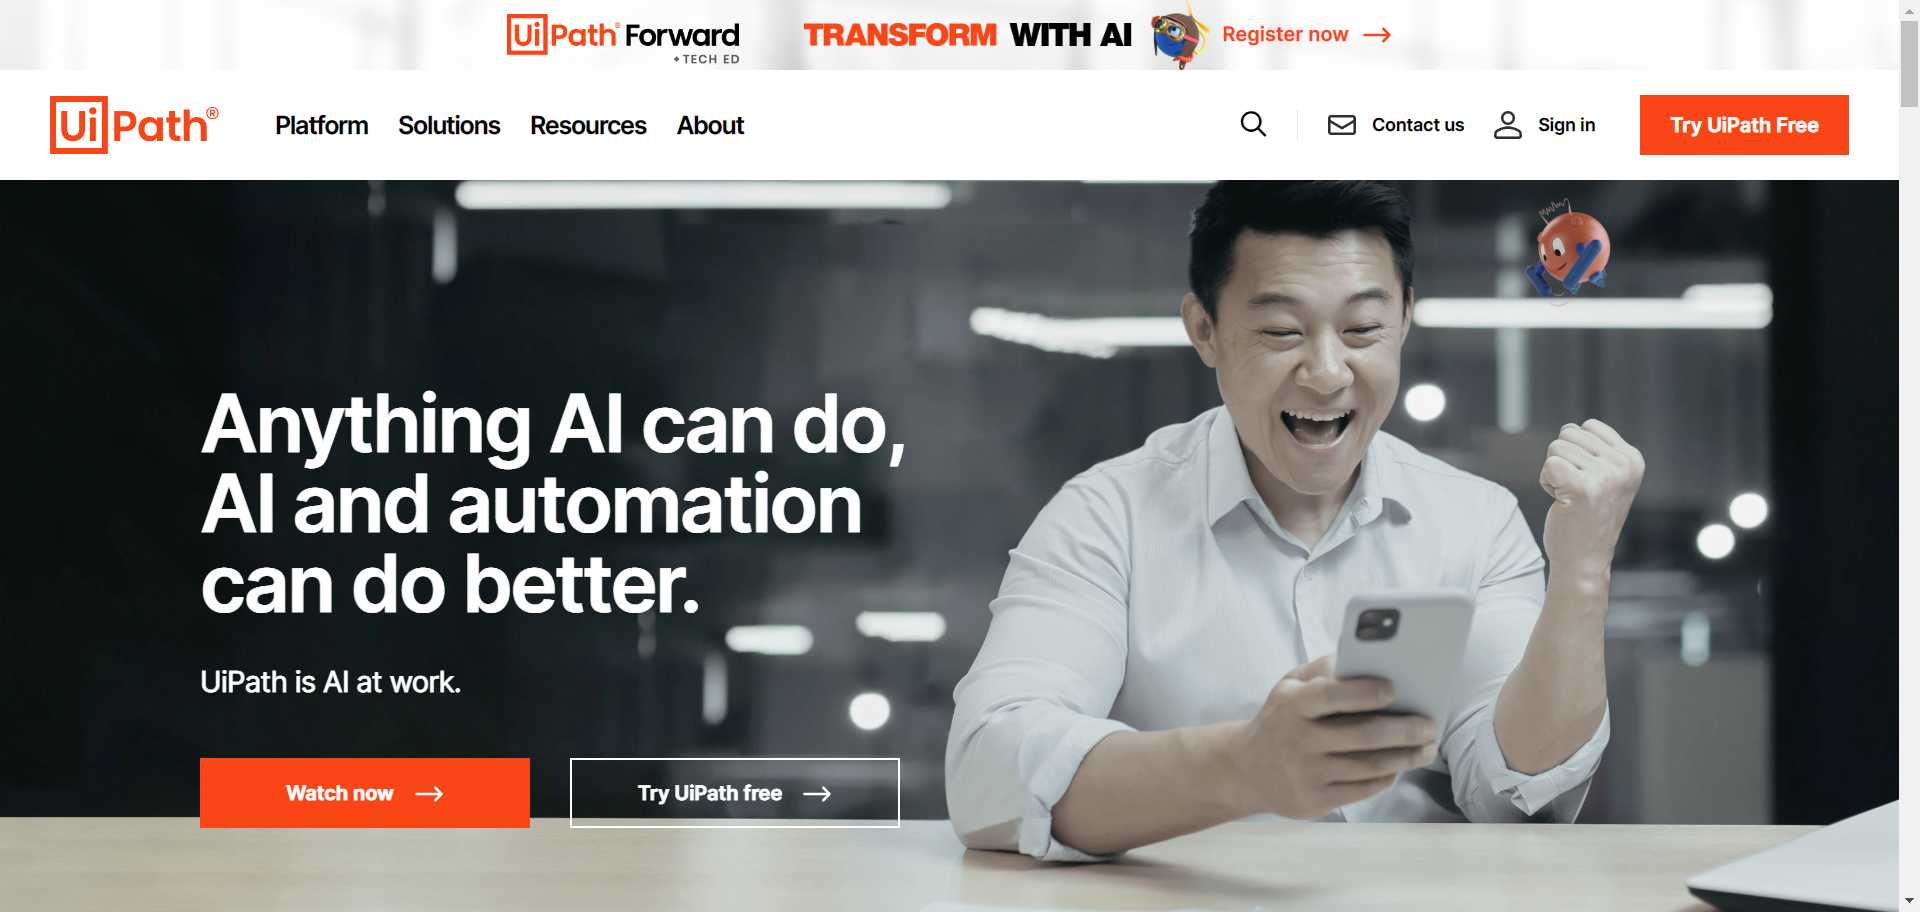 UiPath® Forward
+ TECH ED
TRANSFORM WITH AI
Register now
UiPath®
Platform
Solutions
Resources
About
Contact us
Sign in
Try UiPath Free
Anything AI can do,
AI and automation
can do better.
UiPath is AI at work.
Watch now
Try UiPath free